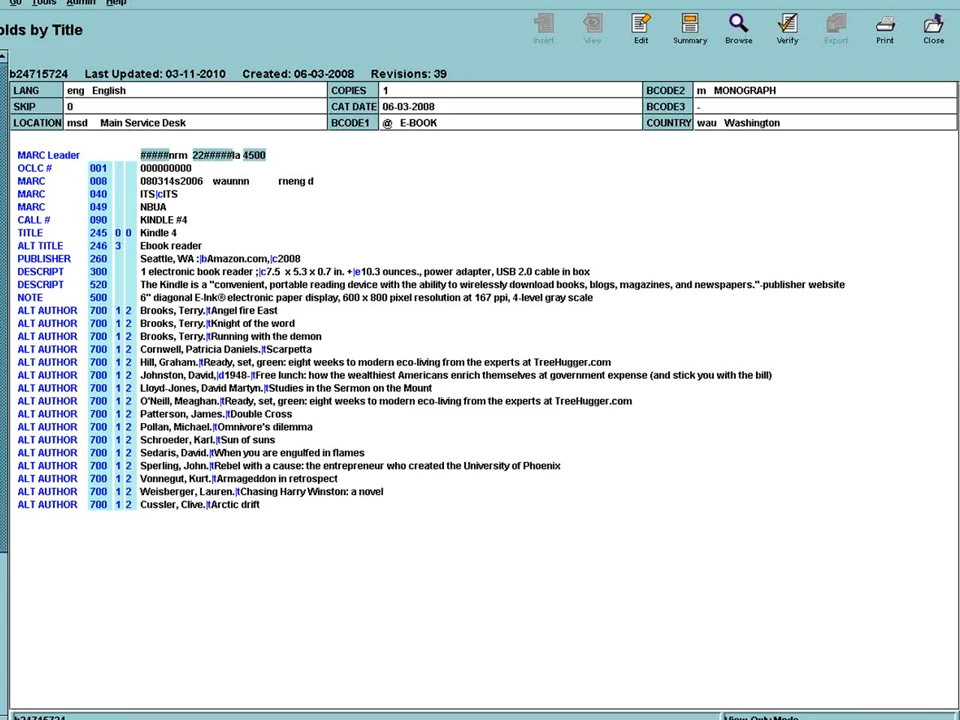 Go Tools Admin Help
olds by Title
Insert View Edit Summary Browse Verify Export Print Close
b24715724 Last Updated: 03-11-2010 Created: 06-03-2008 Revisions: 39
LANG eng English COPIES 1 BCODE2 m MONOGRAPH
SKIP 0 CAT DATE 06-03-2008 BCODE3 -
LOCATION msd Main Service Desk BCODE1 @ E-BOOK COUNTRY wau Washington
MARC Leader #####nrm 22#####la 4500
OCLC # 001 000000000
MARC 008 080314s2006 waunnn rneng d
MARC 040 ITS|cITS
MARC 049 NBUA
CALL # 090 KINDLE #4
TITLE 245 0 0 Kindle 4
ALT TITLE 246 3 Ebook reader
PUBLISHER 260 Seattle, WA :|bAmazon.com,|c2008
DESCRIPT 300 1 electronic book reader ;|c7.5 x 5.3 x 0.7 in. +|e10.3 ounces., power adapter, USB 2.0 cable in box
DESCRIPT 520 The Kindle is a "convenient, portable reading device with the ability to wirelessly download books, blogs, magazines, and newspapers."-publisher website
NOTE 500 6" diagonal E-Ink® electronic paper display, 600 x 800 pixel resolution at 167 ppi, 4-level gray scale
ALT AUTHOR 700 1 2 Brooks, Terry.|tAngel fire East
ALT AUTHOR 700 1 2 Brooks, Terry.|tKnight of the word
ALT AUTHOR 700 1 2 Brooks, Terry.|tRunning with the demon
ALT AUTHOR 700 1 2 Cornwell, Patricia Daniels.|tScarpetta
ALT AUTHOR 700 1 2 Hill, Graham.|tReady, set, green: eight weeks to modern eco-living from the experts at TreeHugger.com
ALT AUTHOR 700 1 2 Johnston, David,|d1948-|tFree lunch: how the wealthiest Americans enrich themselves at government expense (and stick you with the bill)
ALT AUTHOR 700 1 2 Lloyd-Jones, David Martyn.|tStudies in the Sermon on the Mount
ALT AUTHOR 700 1 2 O'Neill, Meaghan.|tReady, set, green: eight weeks to modern eco-living from the experts at TreeHugger.com
ALT AUTHOR 700 1 2 Patterson, James.|tDouble Cross
ALT AUTHOR 700 1 2 Pollan, Michael.|tOmnivore's dilemma
ALT AUTHOR 700 1 2 Schroeder, Karl.|tSun of suns
ALT AUTHOR 700 1 2 Sedaris, David.|tWhen you are engulfed in flames
ALT AUTHOR 700 1 2 Sperling, John.|tRebel with a cause: the entrepreneur who created the University of Phoenix
ALT AUTHOR 700 1 2 Vonnegut, Kurt.|tArmageddon in retrospect
ALT AUTHOR 700 1 2 Weisberger, Lauren.|tChasing Harry Winston: a novel
ALT AUTHOR 700 1 2 Cussler, Clive.|tArctic drift
b24715724 View Only Mode